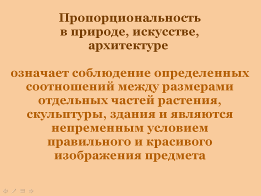 Пропорциональность
в природе, искусстве,
архитектуре
означает соблюдение определенных
соотношений между размерами
отдельных частей растения,
скульптуры, здания и являются
непременным условием
правильного и красивого
изображения предмета